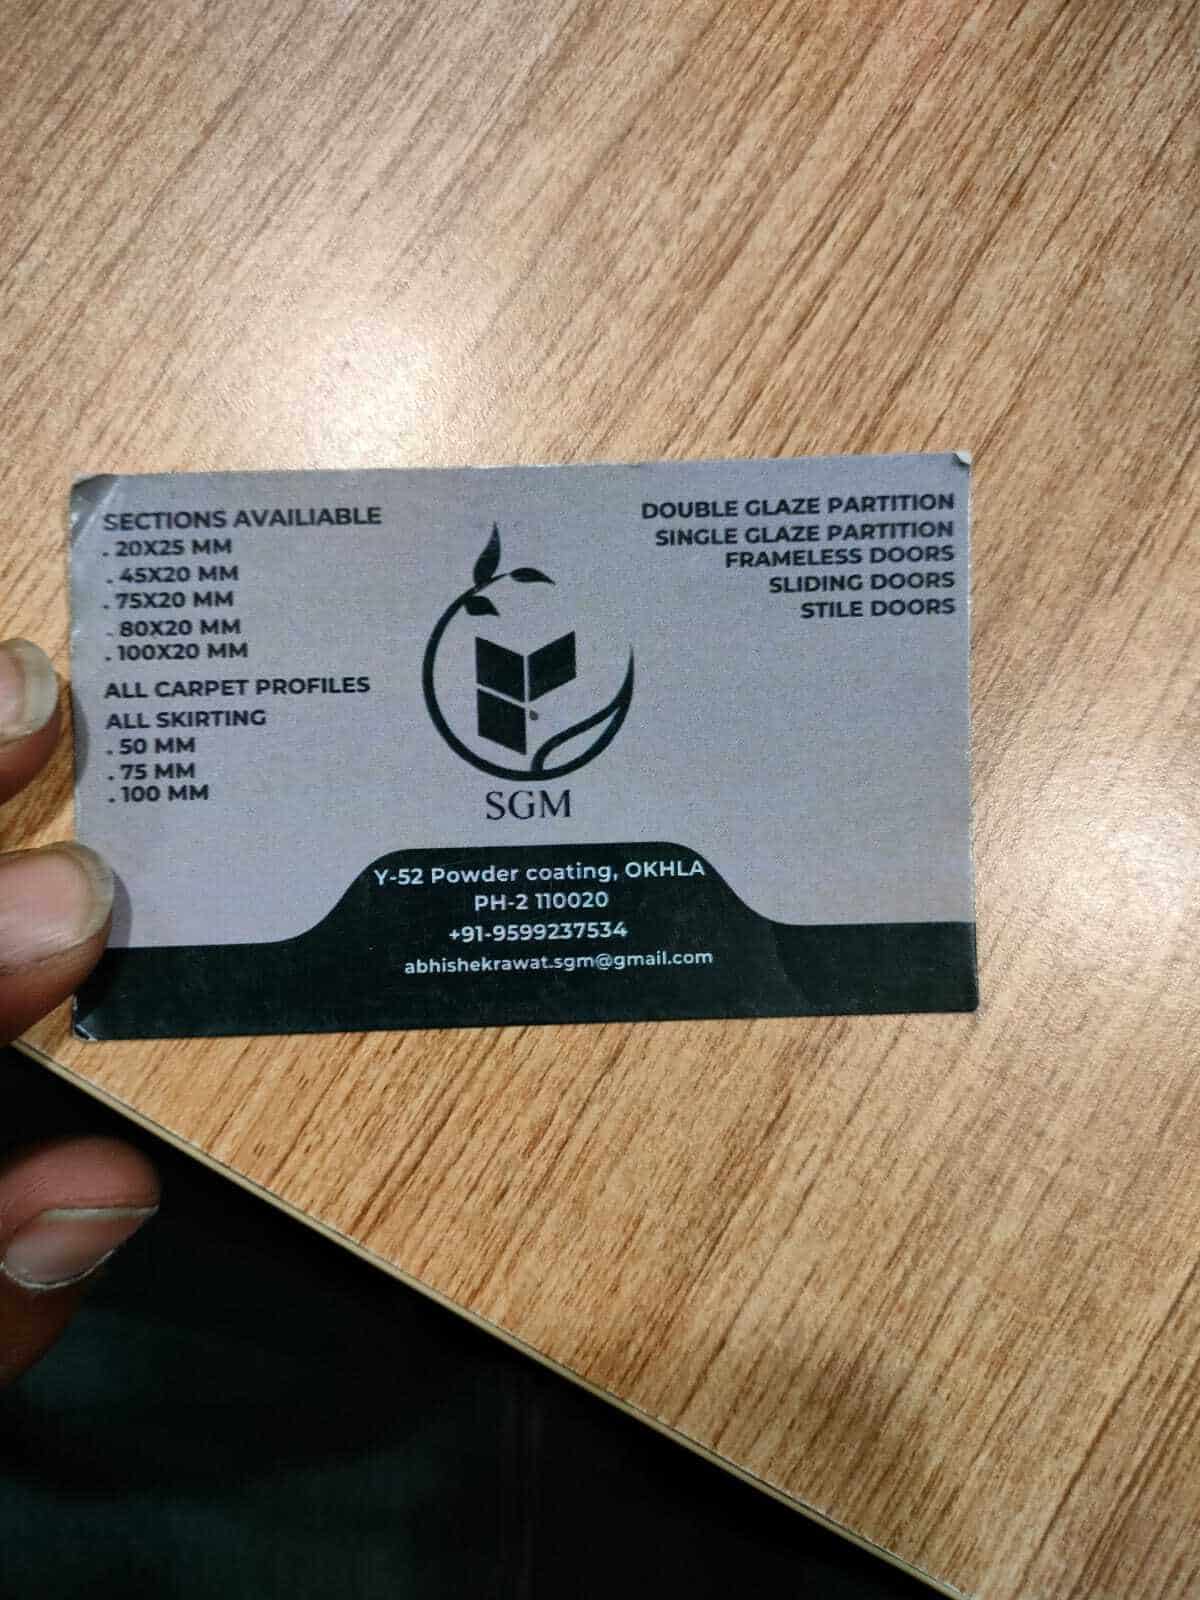 SECTIONS AVAILIABLE
. 20X25 MM
. 45X20 MM
. 75X20 MM
. 80X20 MM
. 100X20 MM
ALL CARPET PROFILES
ALL SKIRTING
. 50 MM
. 75 MM
. 100 MM
SGM
DOUBLE GLAZE PARTITION
SINGLE GLAZE PARTITION
FRAMELESS DOORS
SLIDING DOORS
STILE DOORS
Y-52 Powder coating, OKHLA
PH-2 110020
+91-9599237534
abhishekrawat.sgm@gmail.com